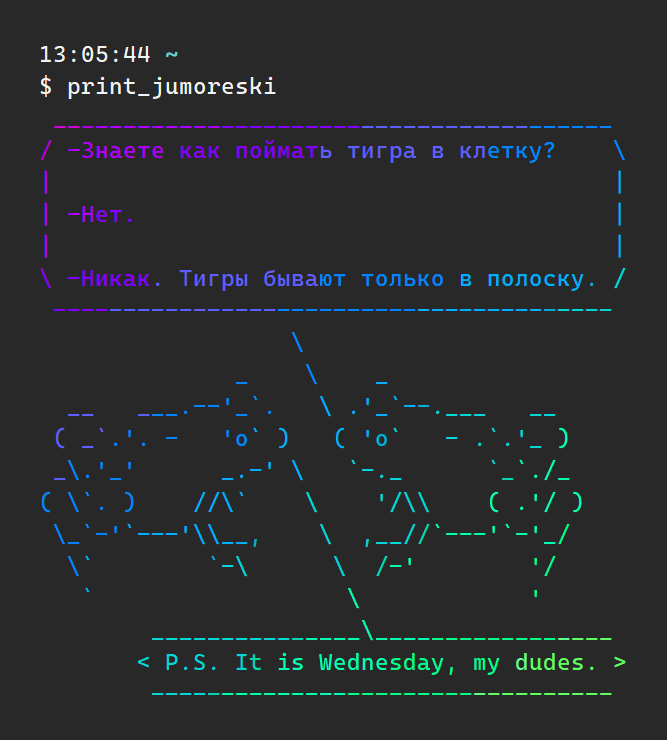 13:05:44 ~
$ print_jumoreski
-Знаете как поймать тигра в клетку?
-Нет.
-Никак. Тигры бывают только в полоску.
< P.S. It is Wednesday, my dudes. >